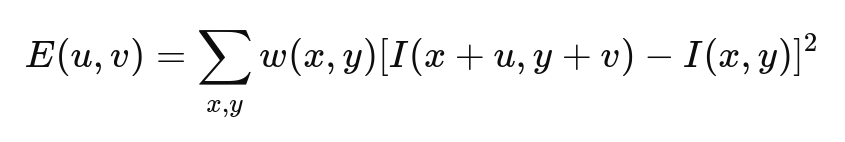 E(u, v) = ∑ w(x, y)[I(x + u, y + v) − I(x, y)]²
x,y